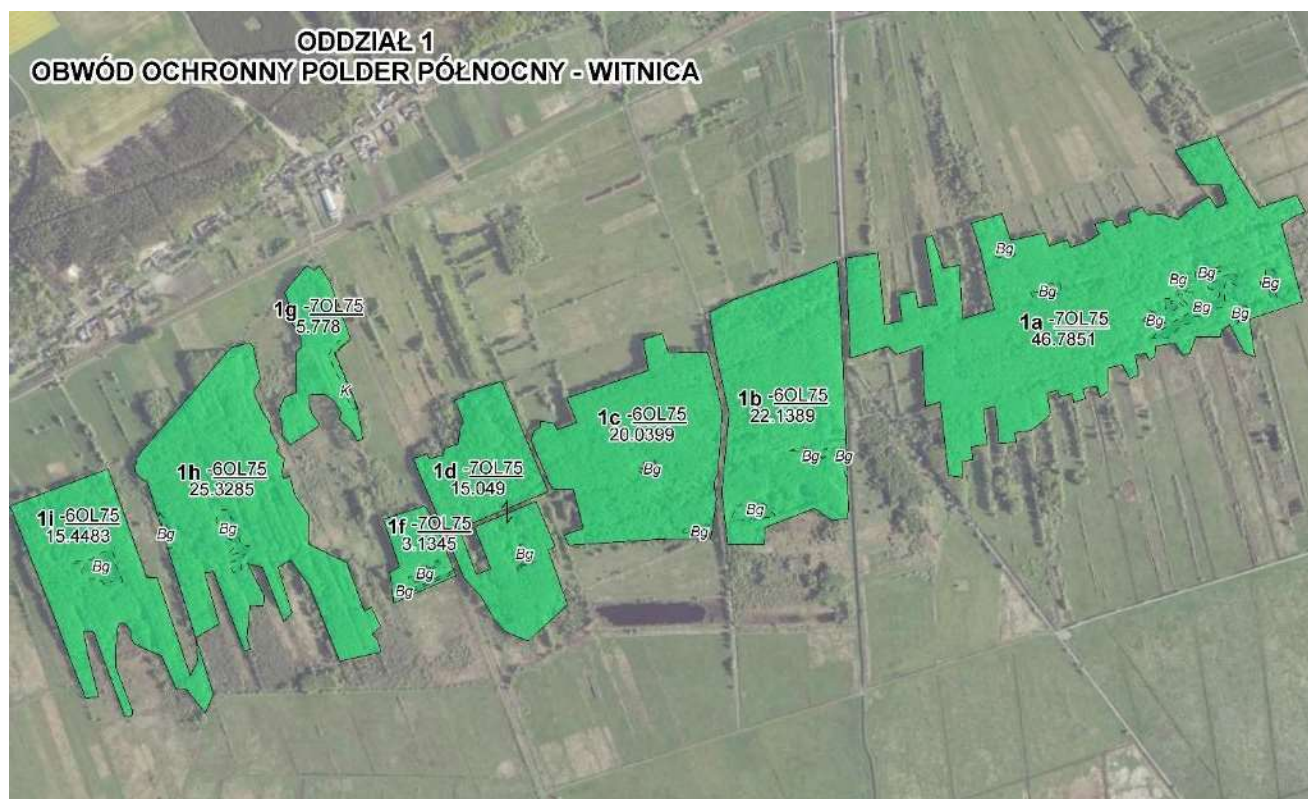 ODDZIAŁ 1
OBWÓD OCHRONNY POLDER PÓŁNOCNY - WITNICA
Bg
Bg
Bg
Bg
Bg
Bg
Bg
Bg
1a -7OL75
46.7851
1g -7OL75
5.778
K
1b -6OL75
22.1389
Bg
Bg
Bg
1c -6OL75
20.0399
Bg
Bg
1d -7OL75
15.049
Bg
1f -7OL75
3.1345
Bg
Bg
1h -6OL75
25.3285
Bg
Bg
1i -6OL75
15.4483
Bg